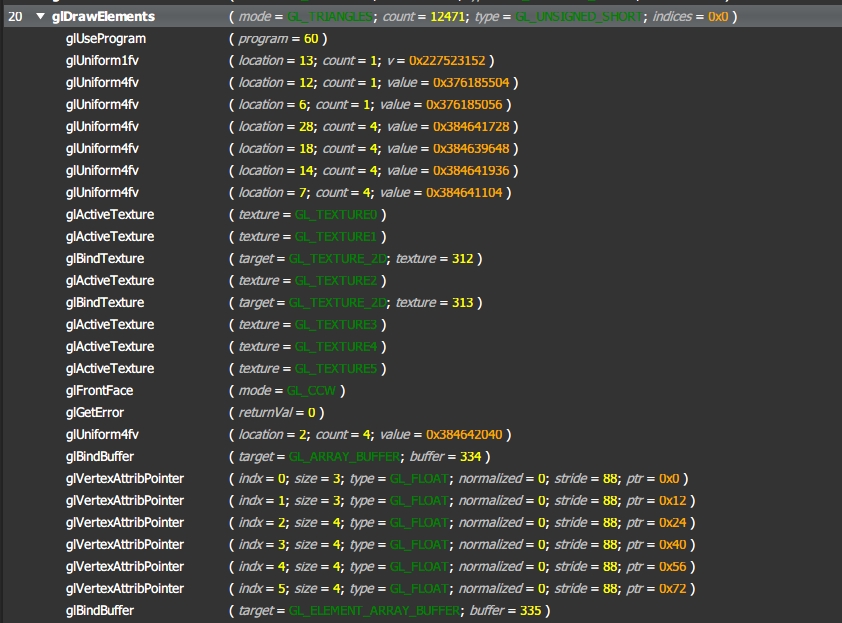 20 ▼ glDrawElements ( mode = GL_TRIANGLES; count = 12471; type = GL_UNSIGNED_SHORT; indices = 0x0 )
glUseProgram ( program = 60 )
glUniform1fv ( location = 13; count = 1; v = 0x227523152 )
glUniform4fv ( location = 12; count = 1; value = 0x376185504 )
glUniform4fv ( location = 6; count = 1; value = 0x376185056 )
glUniform4fv ( location = 28; count = 4; value = 0x384641728 )
glUniform4fv ( location = 18; count = 4; value = 0x384639648 )
glUniform4fv ( location = 14; count = 4; value = 0x384641936 )
glUniform4fv ( location = 7; count = 4; value = 0x384641104 )
glActiveTexture ( texture = GL_TEXTURE0 )
glActiveTexture ( texture = GL_TEXTURE1 )
glBindTexture ( target = GL_TEXTURE_2D; texture = 312 )
glActiveTexture ( texture = GL_TEXTURE2 )
glBindTexture ( target = GL_TEXTURE_2D; texture = 313 )
glActiveTexture ( texture = GL_TEXTURE3 )
glActiveTexture ( texture = GL_TEXTURE4 )
glActiveTexture ( texture = GL_TEXTURE5 )
glFrontFace ( mode = GL_CCW )
glGetError ( returnVal = 0 )
glUniform4fv ( location = 2; count = 4; value = 0x384642040 )
glBindBuffer ( target = GL_ARRAY_BUFFER; buffer = 334 )
glVertexAttribPointer ( indx = 0; size = 3; type = GL_FLOAT; normalized = 0; stride = 88; ptr = 0x0 )
glVertexAttribPointer ( indx = 1; size = 3; type = GL_FLOAT; normalized = 0; stride = 88; ptr = 0x12 )
glVertexAttribPointer ( indx = 2; size = 4; type = GL_FLOAT; normalized = 0; stride = 88; ptr = 0x24 )
glVertexAttribPointer ( indx = 3; size = 4; type = GL_FLOAT; normalized = 0; stride = 88; ptr = 0x40 )
glVertexAttribPointer ( indx = 4; size = 4; type = GL_FLOAT; normalized = 0; stride = 88; ptr = 0x56 )
glVertexAttribPointer ( indx = 5; size = 4; type = GL_FLOAT; normalized = 0; stride = 88; ptr = 0x72 )
glBindBuffer ( target = GL_ELEMENT_ARRAY_BUFFER; buffer = 335 )